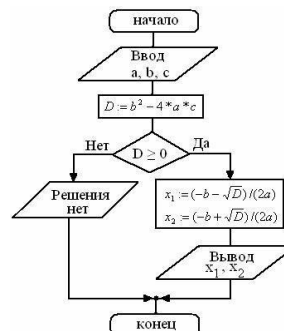 начало
Ввод
a, b, c
D := b² − 4 * a * c
Нет
Да
D ≥ 0
Решения
нет
x₁ := (−b − √D) /(2a)
x₂ := (−b + √D) /(2a)
Вывод
x₁, x₂
конец